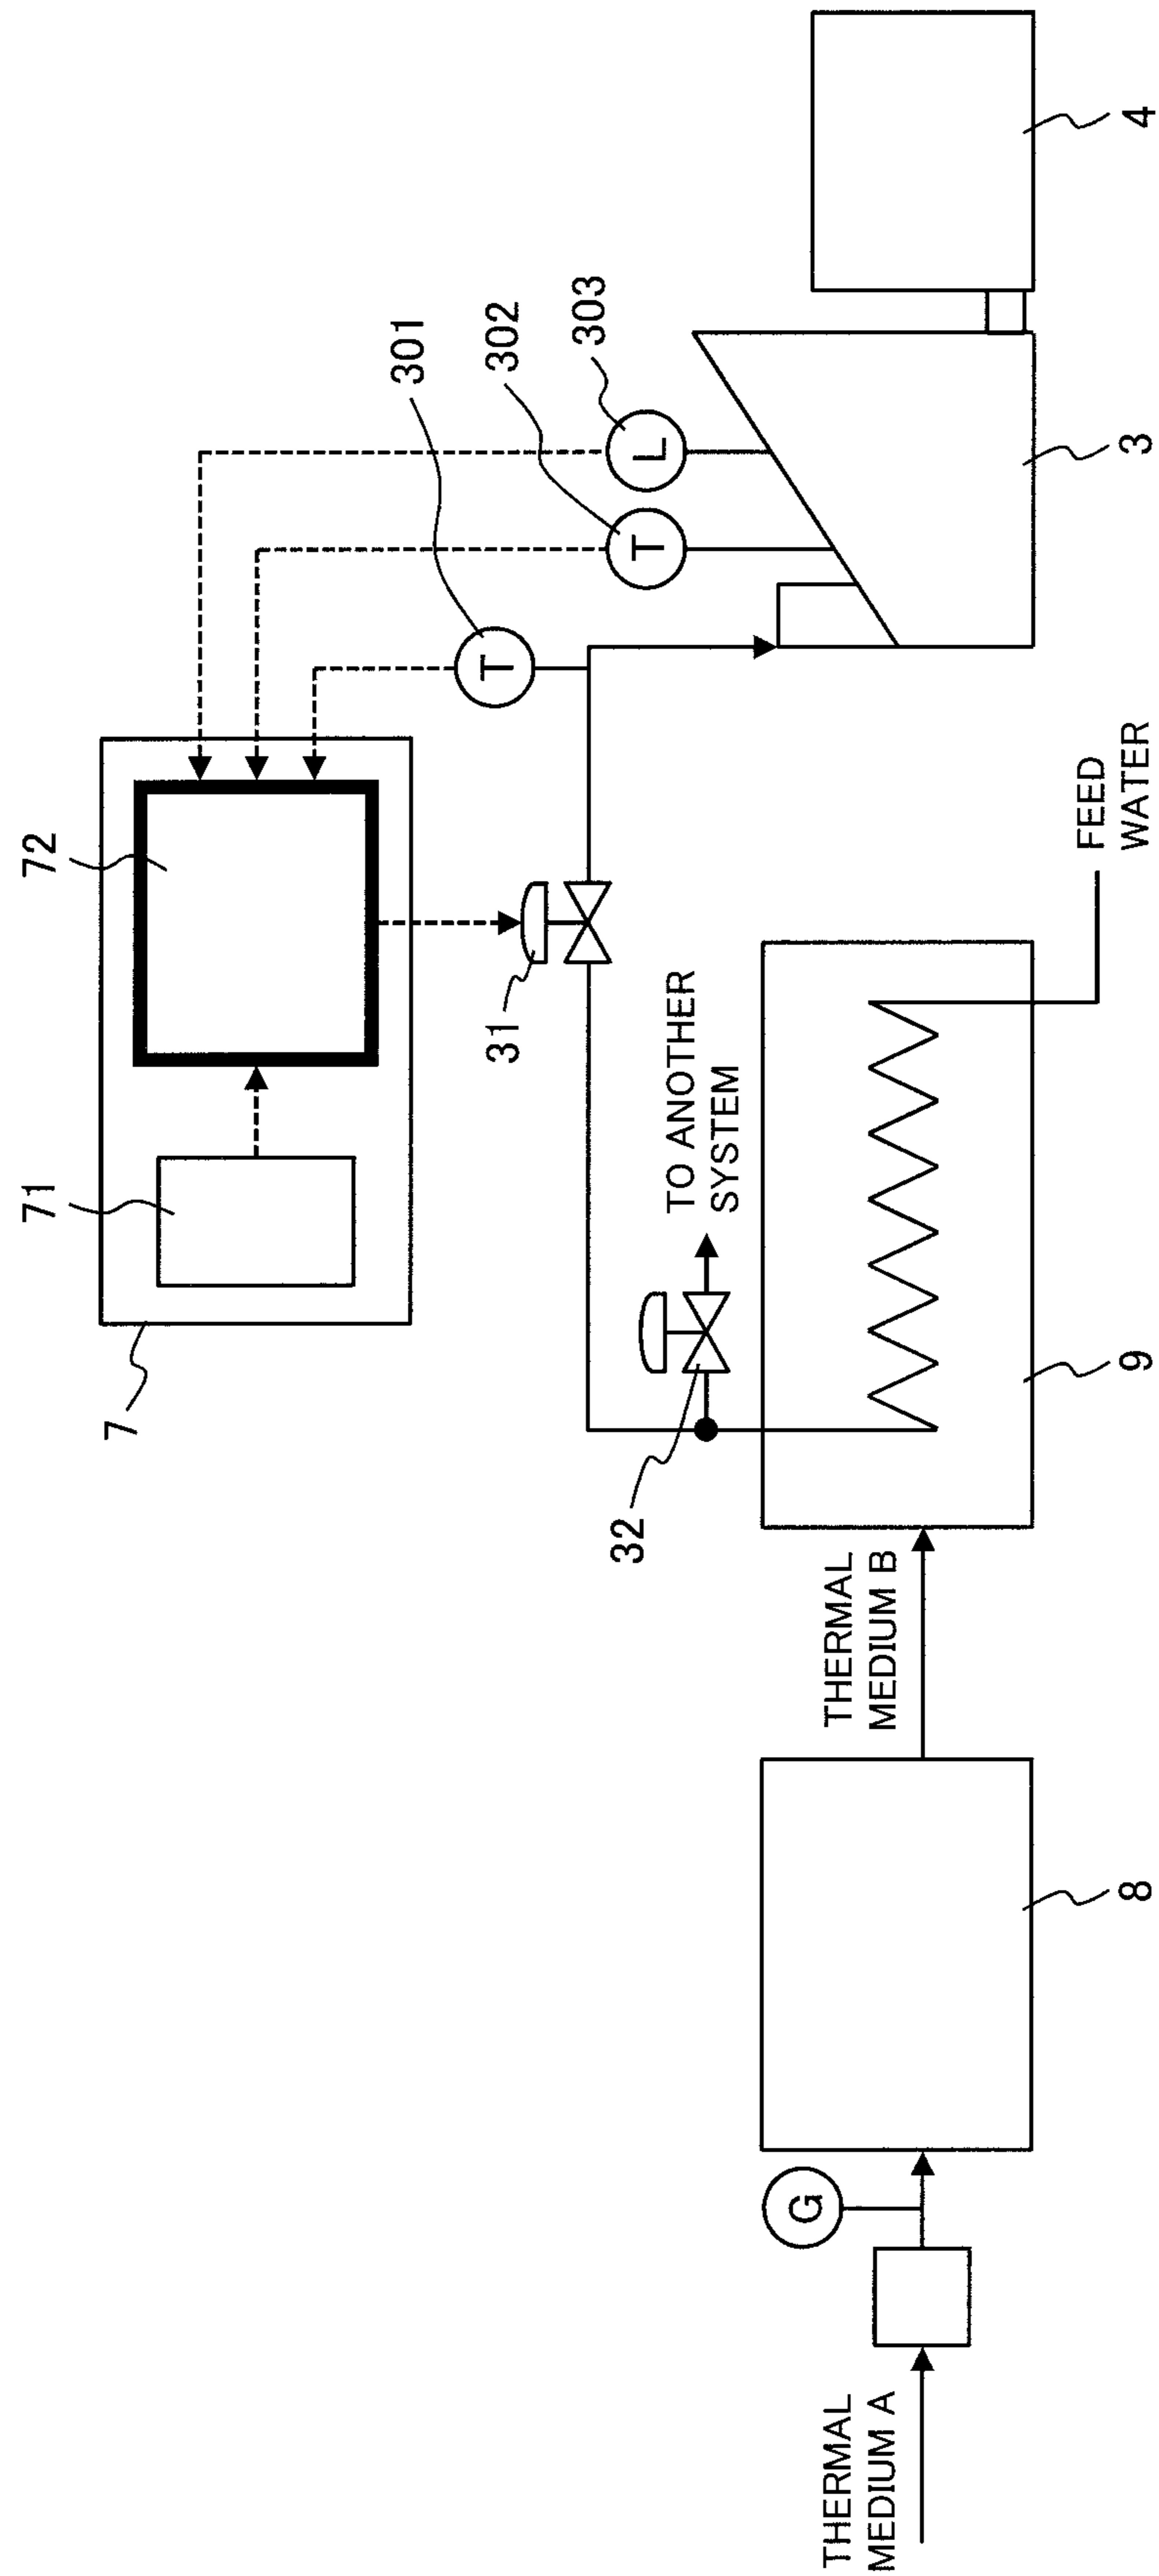 7
71
72
31
301
302
303
T
T
L
32
TO ANOTHER
SYSTEM
FEED
WATER
THERMAL
MEDIUM A
G
THERMAL
MEDIUM B
8
9
3
4